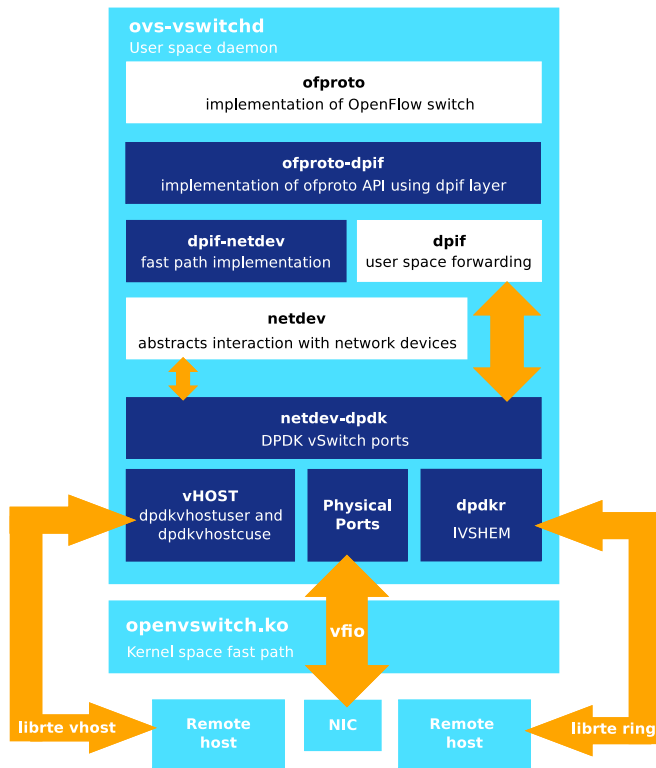 ovs-vswitchd
User space daemon
ofproto
implementation of OpenFlow switch
ofproto-dpif
implementation of ofproto API using dpif layer
dpif-netdev
fast path implementation
dpif
user space forwarding
netdev
abstracts interaction with network devices
netdev-dpdk
DPDK vSwitch ports
vHOST
dpdkvhostuser and
dpdkvhostcuse
Physical
Ports
dpdkr
IVSHEM
openvswitch.ko
Kernel space fast path
vfio
librte vhost
Remote
host
NIC
Remote
host
librte ring